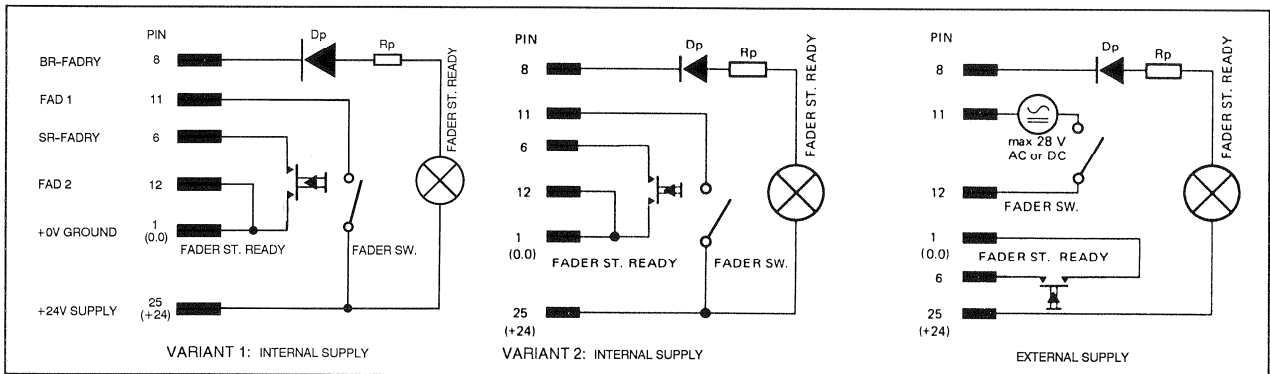 PIN
BR-FADRY 8
FAD 1 11
SR-FADRY 6
FAD 2 12
+0V GROUND 1
(0.0)
+24V SUPPLY 25
(+24)
Dp
Rp
FADER ST. READY
FADER ST. READY
FADER SW.
VARIANT 1: INTERNAL SUPPLY
PIN
8
11
6
12
1
(0.0)
25
(+24)
Dp
Rp
FADER ST. READY
FADER ST. READY
FADER SW.
VARIANT 2: INTERNAL SUPPLY
PIN
8
11
12
1
(0.0)
6
25
(+24)
Dp
Rp
FADER ST. READY
max 28 V
AC or DC
FADER SW.
FADER ST. READY
EXTERNAL SUPPLY